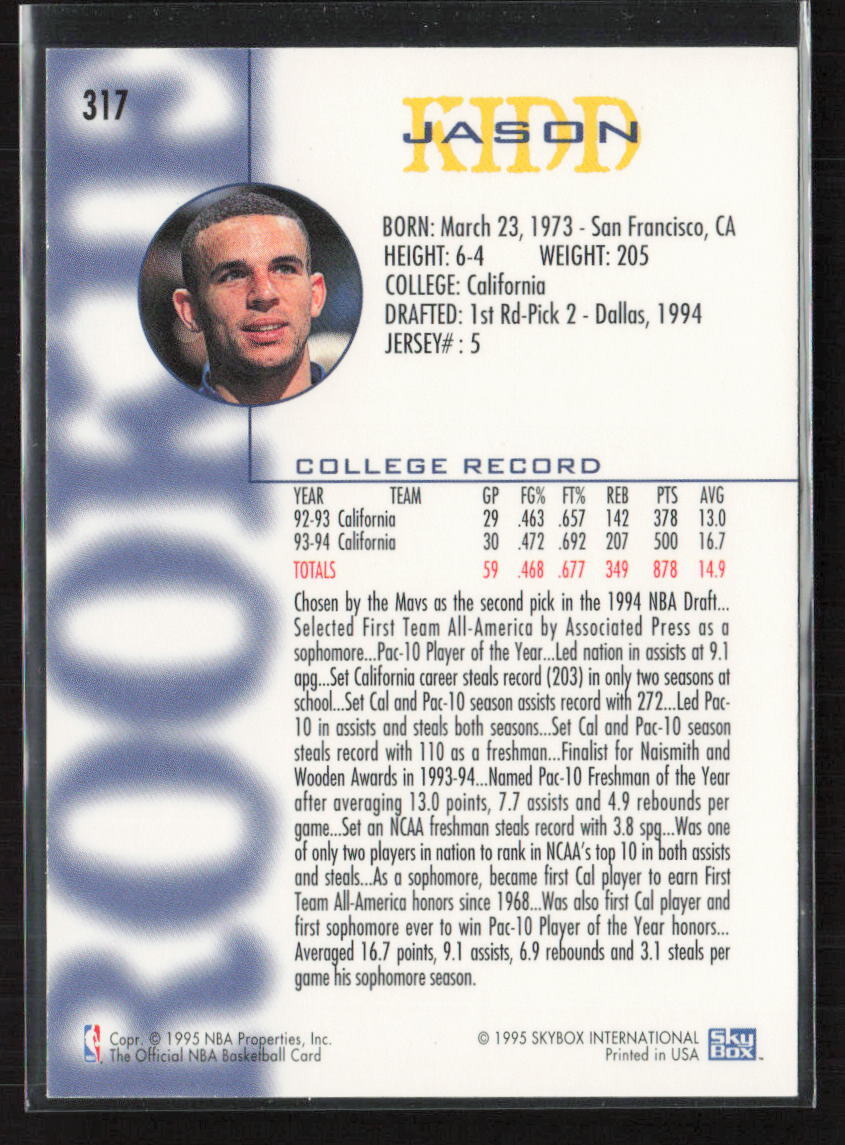 317
ROOKIE
KIDD
JASON
BORN: March 23, 1973 - San Francisco, CA
HEIGHT: 6-4 WEIGHT: 205
COLLEGE: California
DRAFTED: 1st Rd-Pick 2 - Dallas, 1994
JERSEY# : 5
COLLEGE RECORD
YEAR TEAM GP FG% FT% REB PTS AVG
92-93 California 29 .463 .657 142 378 13.0
93-94 California 30 .472 .692 207 500 16.7
TOTALS 59 .468 .677 349 878 14.9
Chosen by the Mavs as the second pick in the 1994 NBA Draft...
Selected First Team All-America by Associated Press as a
sophomore...Pac-10 Player of the Year...Led nation in assists at 9.1
apg...Set California career steals record (203) in only two seasons at
school...Set Cal and Pac-10 season assists record with 272...Led Pac-
10 in assists and steals both seasons...Set Cal and Pac-10 season
steals record with 110 as a freshman...Finalist for Naismith and
Wooden Awards in 1993-94...Named Pac-10 Freshman of the Year
after averaging 13.0 points, 7.7 assists and 4.9 rebounds per
game...Set an NCAA freshman steals record with 3.8 spg...Was one
of only two players in nation to rank in NCAA's top 10 in both assists
and steals...As a sophomore, became first Cal player to earn First
Team All-America honors since 1968...Was also first Cal player and
first sophomore ever to win Pac-10 Player of the Year honors...
Averaged 16.7 points, 9.1 assists, 6.9 rebounds and 3.1 steals per
game his sophomore season.
Copr. © 1995 NBA Properties, Inc.
The Official NBA Basketball Card
© 1995 SKYBOX INTERNATIONAL
Printed in USA
Sky
Box™